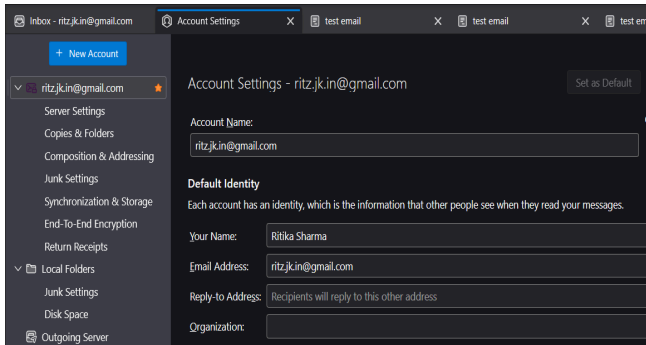 Inbox - ritz.jk.in@gmail.com
Account Settings
test email
test email
test em
+ New Account
ritz.jk.in@gmail.com
Server Settings
Copies & Folders
Composition & Addressing
Junk Settings
Synchronization & Storage
End-To-End Encryption
Return Receipts
Local Folders
Junk Settings
Disk Space
Outgoing Server
Account Settings - ritz.jk.in@gmail.com
Set as Default
Account Name:
ritz.jk.in@gmail.com
Default Identity
Each account has an identity, which is the information that other people see when they read your messages.
Your Name: Ritika Sharma
Email Address: ritz.jk.in@gmail.com
Reply-to Address: Recipients will reply to this other address
Organization: